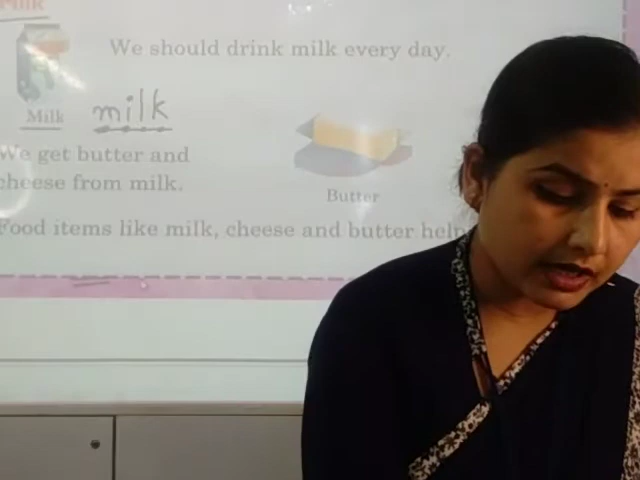 Milk
We should drink milk every day.
Milk milk
We get butter and
cheese from milk.
Butter
Food items like milk, cheese and butter help